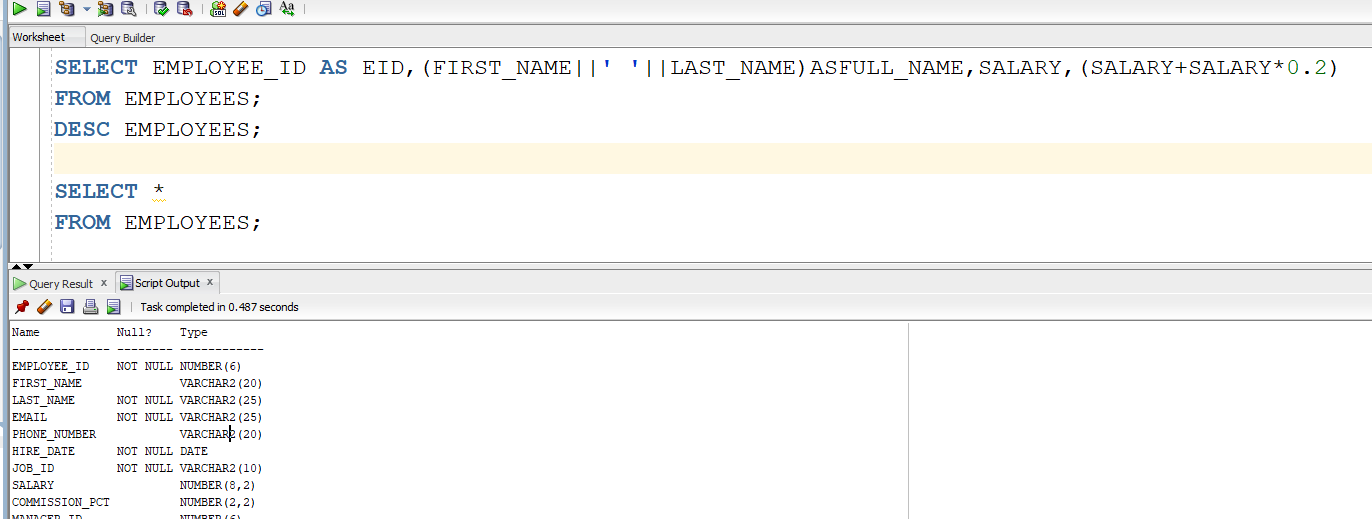 Worksheet Query Builder
SELECT EMPLOYEE_ID AS EID,(FIRST_NAME||' '||LAST_NAME)ASFULL_NAME,SALARY,(SALARY+SALARY*0.2)
FROM EMPLOYEES;
DESC EMPLOYEES;
SELECT *
FROM EMPLOYEES;
Query Result x Script Output x
Task completed in 0.487 seconds
Name Null? Type
-------------- -------- ------------
EMPLOYEE_ID NOT NULL NUMBER(6)
FIRST_NAME VARCHAR2(20)
LAST_NAME NOT NULL VARCHAR2(25)
EMAIL NOT NULL VARCHAR2(25)
PHONE_NUMBER VARCHAR2(20)
HIRE_DATE NOT NULL DATE
JOB_ID NOT NULL VARCHAR2(10)
SALARY NUMBER(8,2)
COMMISSION_PCT NUMBER(2,2)
MANAGER_ID NUMBER(6)